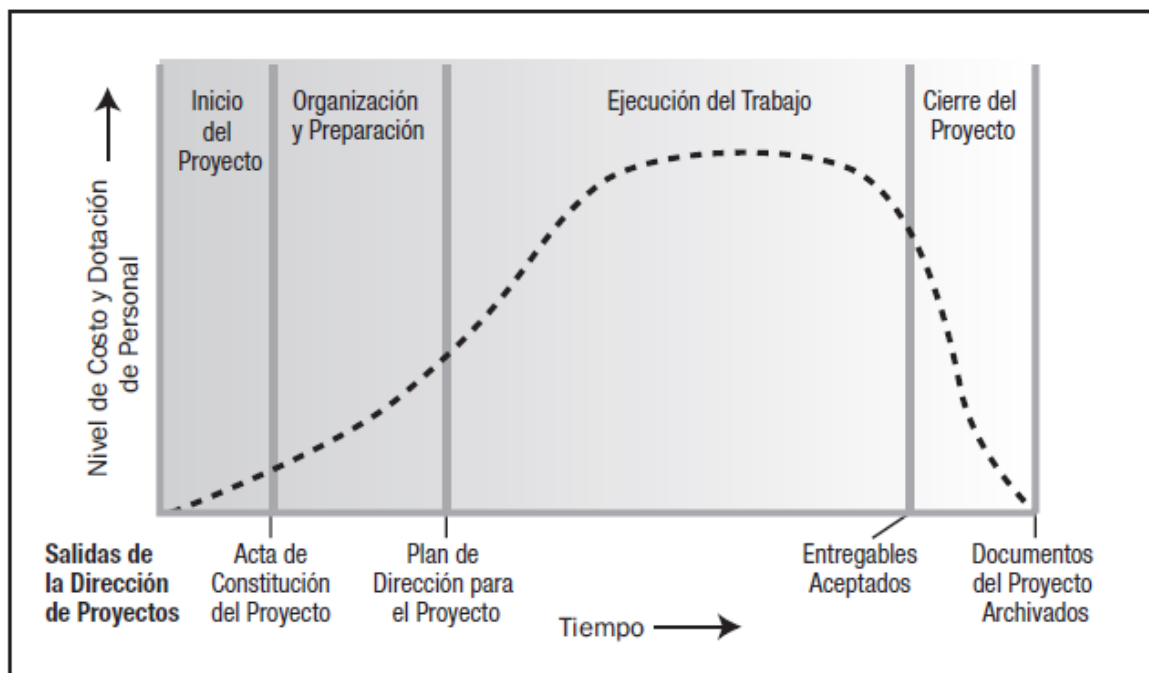 Nivel de Costo y Dotación
de Personal
Inicio
del
Proyecto
Organización
y Preparación
Ejecución del Trabajo
Cierre del
Proyecto
Salidas de
la Dirección
de Proyectos
Acta de
Constitución
del Proyecto
Plan de
Dirección para
el Proyecto
Tiempo
Entregables
Aceptados
Documentos
del Proyecto
Archivados